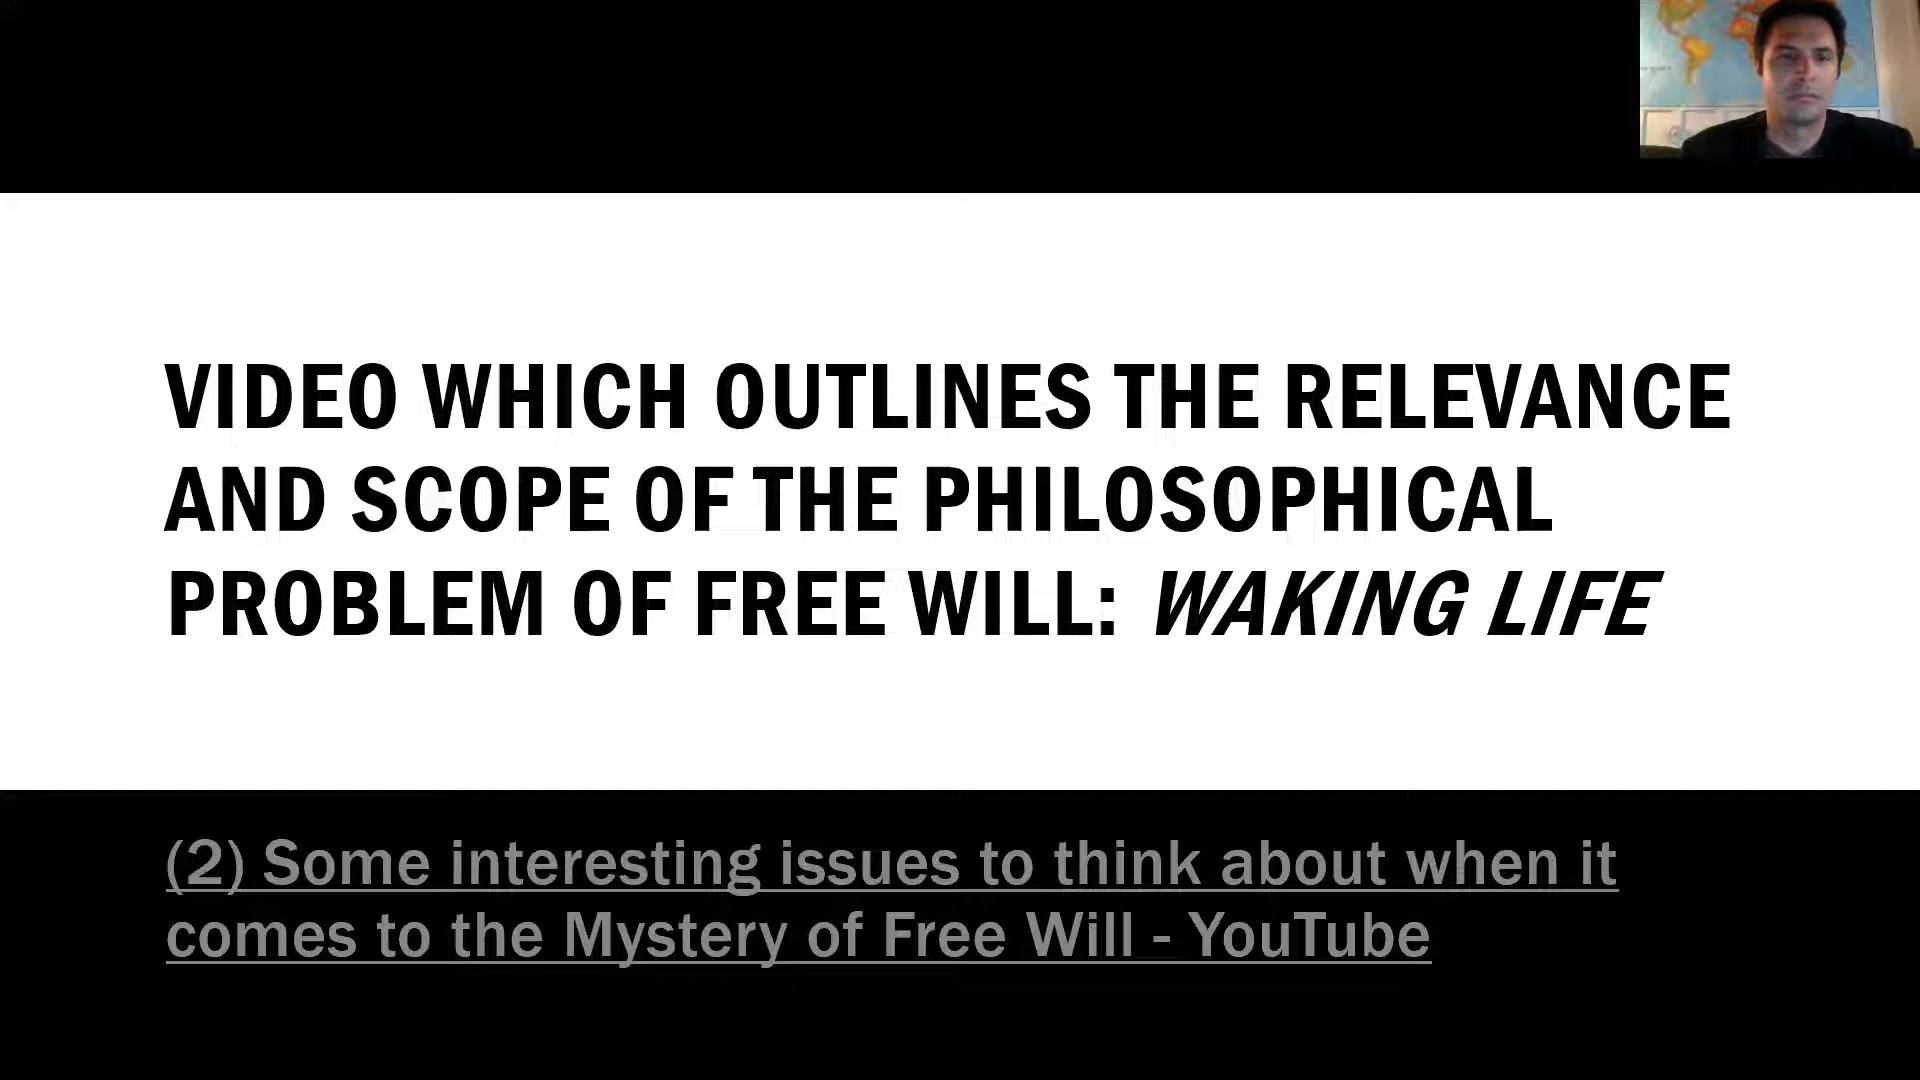 VIDEO WHICH OUTLINES THE RELEVANCE
AND SCOPE OF THE PHILOSOPHICAL
PROBLEM OF FREE WILL: WAKING LIFE
(2) Some interesting issues to think about when it
comes to the Mystery of Free Will - YouTube